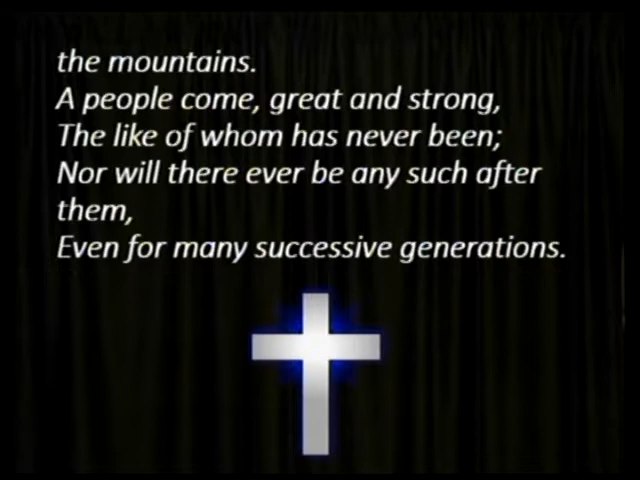 the mountains.
A people come, great and strong,
The like of whom has never been;
Nor will there ever be any such after
them,
Even for many successive generations.